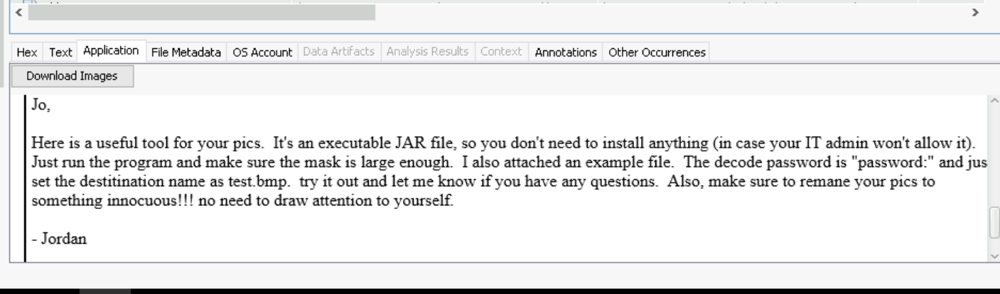 Hex Text Application File Metadata OS Account Data Artifacts Analysis Results Context Annotations Other Occurrences
Download Images
Jo,
Here is a useful tool for your pics.  It's an executable JAR file, so you don't need to install anything (in case your IT admin won't allow it).
Just run the program and make sure the mask is large enough.  I also attached an example file.  The decode password is "password:" and jus
set the destitination name as test.bmp.  try it out and let me know if you have any questions.  Also, make sure to remane your pics to
something innocuous!!! no need to draw attention to yourself.
- Jordan